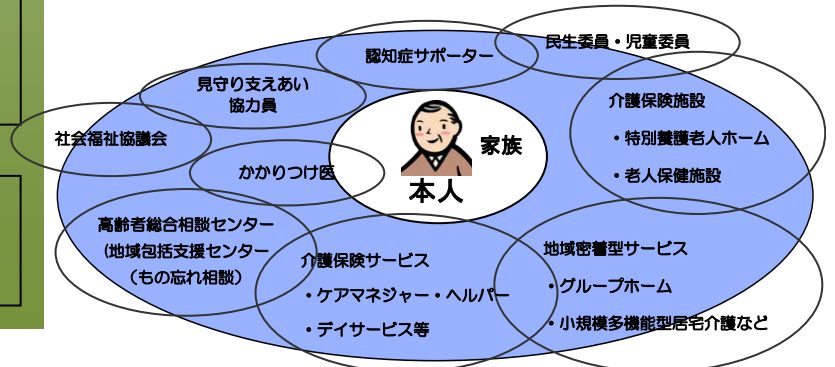 民生委員・児童委員
認知症サポーター
見守り支えあい
協力員
介護保険施設
・特別養護老人ホーム
・老人保健施設
社会福祉協議会
家族
本人
かかりつけ医
高齢者総合相談センター
(地域包括支援センター
（もの忘れ相談）
介護保険サービス
・ケアマネジャー・ヘルパー
・デイサービス等
地域密着型サービス
・グループホーム
・小規模多機能型居宅介護など